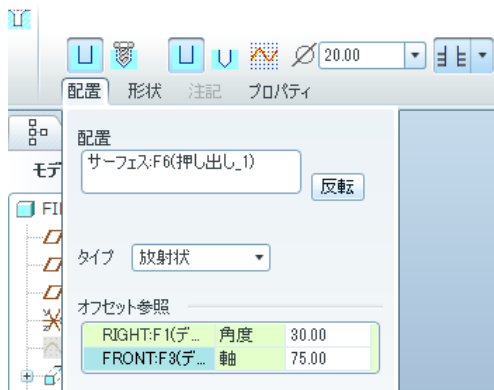 20.00
配置 形状 注記 プロパティ
配置
サーフェス:F6(押し出し_1)
反転
モデ
FI
タイプ 放射状
オフセット参照
RIGHT:F1(デ... 角度 30.00
FRONT:F3(デ... 軸 75.00